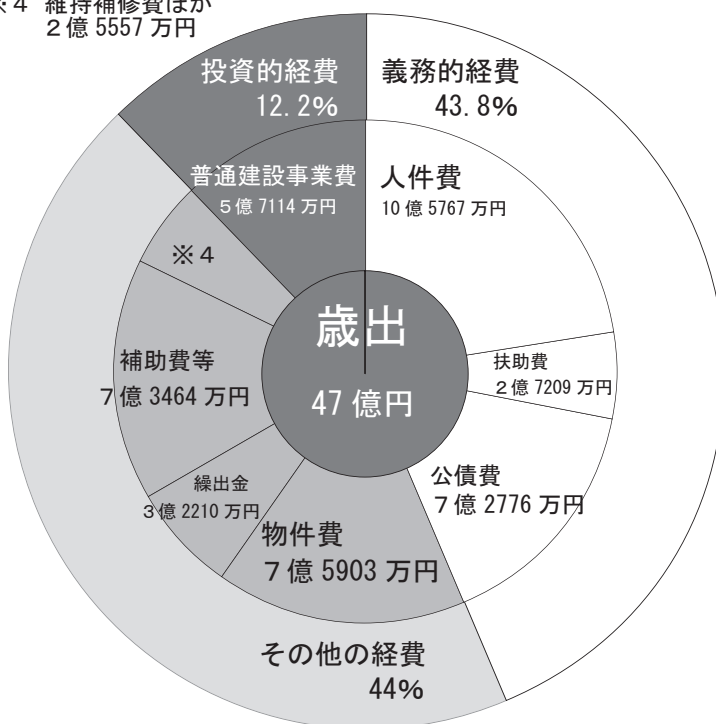 ※4 維持補修費ほか
2億 5557 万円
投資的経費
12.2%
義務的経費
43.8%
普通建設事業費
5億 7114 万円
人件費
10 億 5767 万円
※4
歳出
47 億円
補助費等
7億 3464 万円
扶助費
2億 7209 万円
公債費
7億 2776 万円
繰出金
3億 2210 万円
物件費
7億 5903 万円
その他の経費
44%